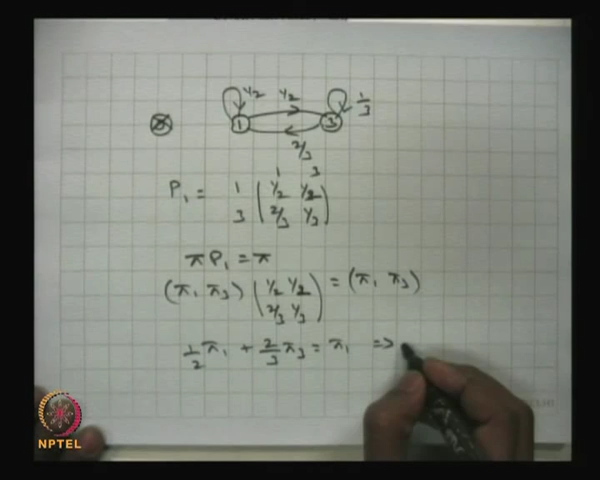 1/2 1/2 1/3
1 3
2/3
1 3
P₁ = 1 ( 1/2 1/2 )
3 ( 2/3 1/3 )
π P₁ = π
(π₁ π₃) ( 1/2 1/2 ) = (π₁ π₃)
( 2/3 1/3 )
1/2 π₁ + 2/3 π₃ = π₁ =>
NPTEL